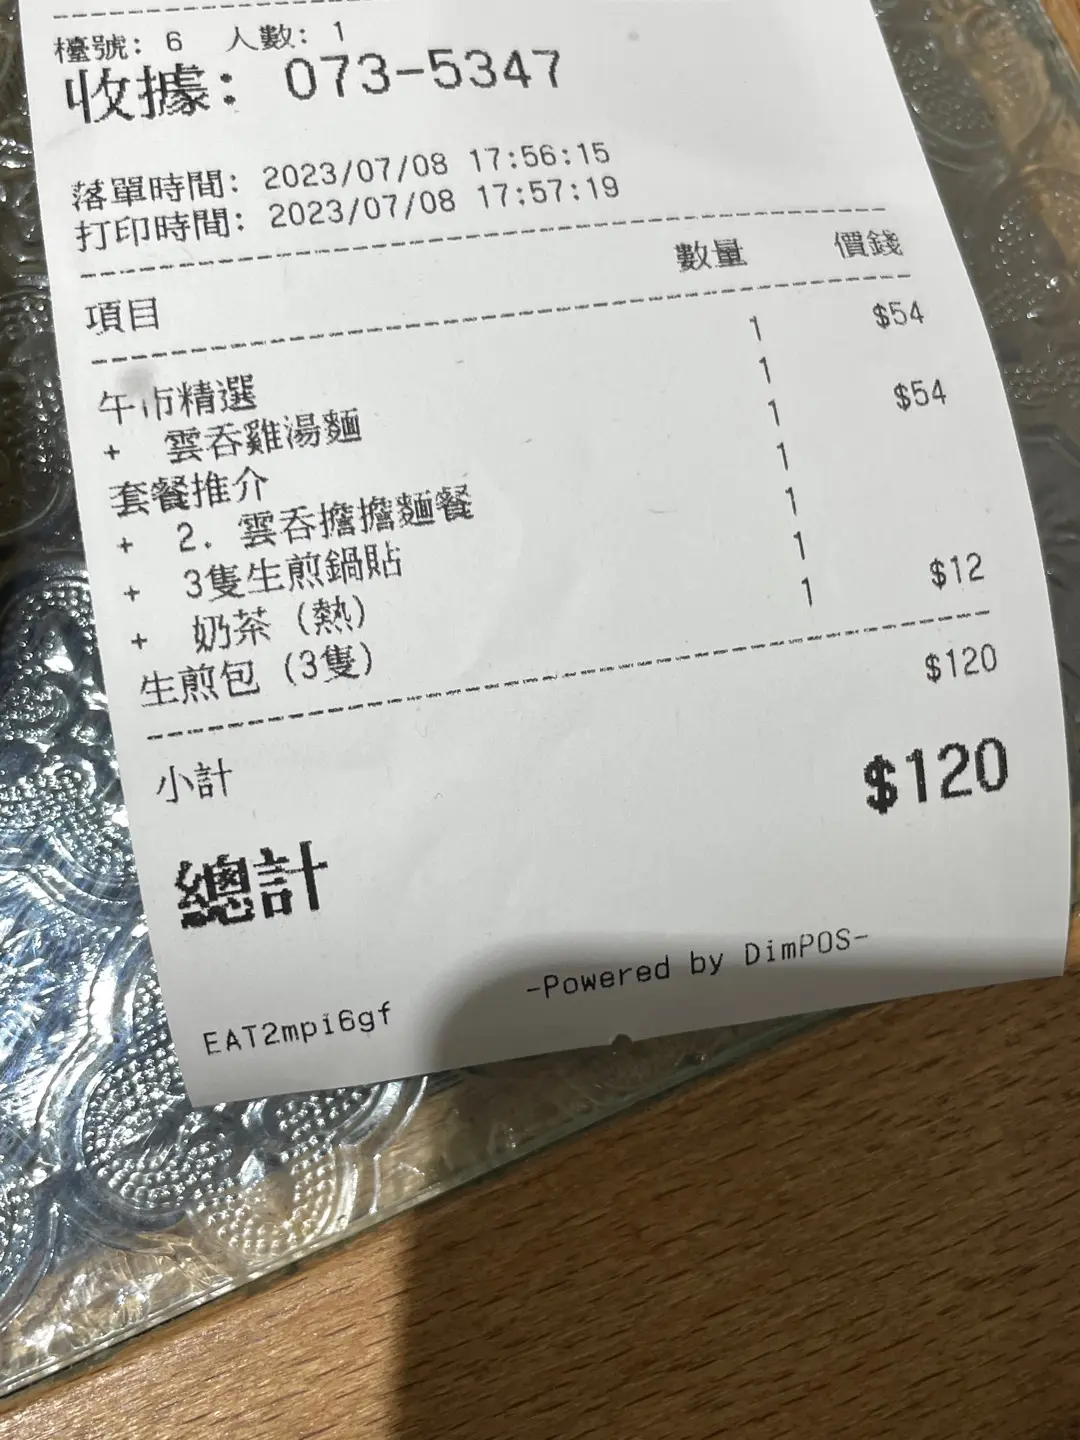 檯號: 6 人數: 1
收據: 073-5347
落單時間: 2023/07/08 17:56:15
打印時間: 2023/07/08 17:57:19
項目 數量 價錢
午市精選 1 $54
+ 雲吞雞湯麵 1
套餐推介 1 $54
+ 2. 雲吞擔擔麵餐 1
+ 3隻生煎鍋貼 1
+ 奶茶 (熱) 1
生煎包 (3隻) 1 $12
小計 $120
總計 $120
-Powered by DimPOS-
EAT2mpi6gf